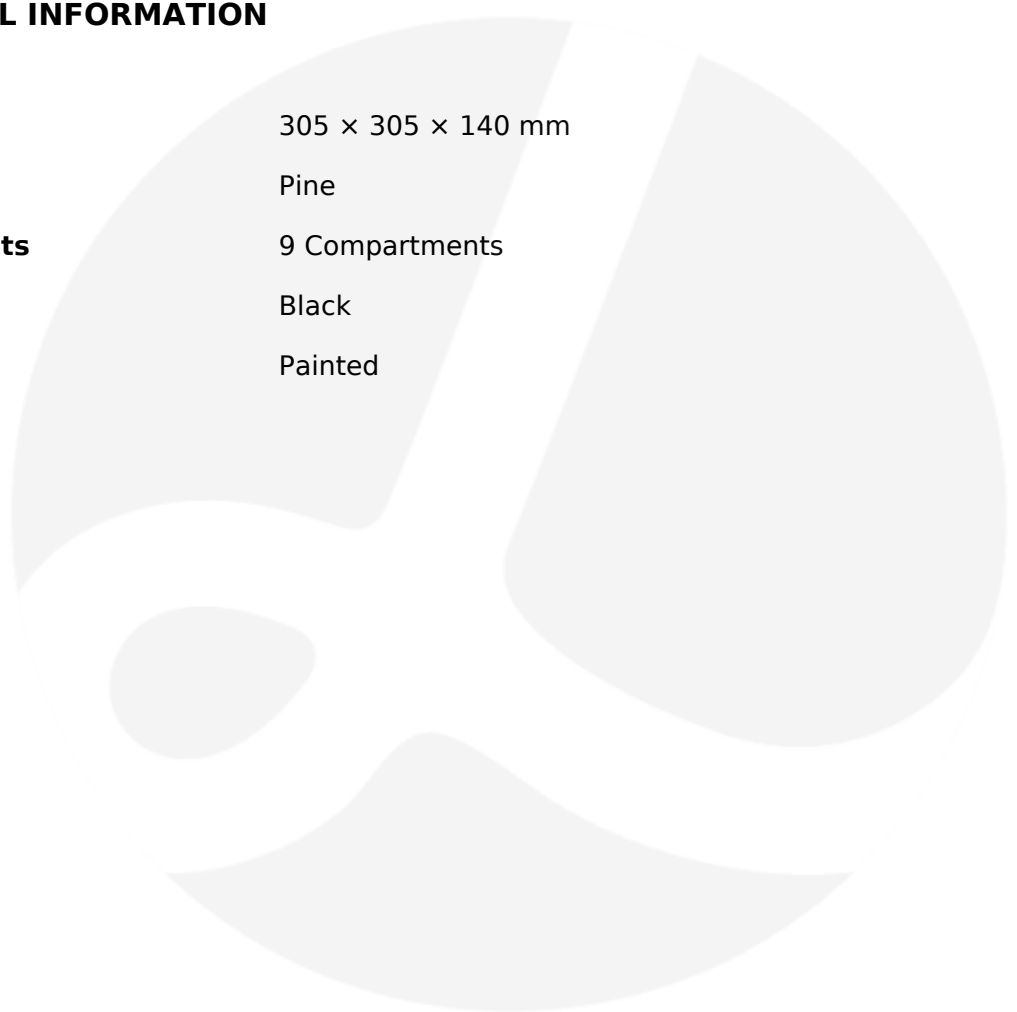 L INFORMATION
305 × 305 × 140 mm
Pine
ts 9 Compartments
Black
Painted